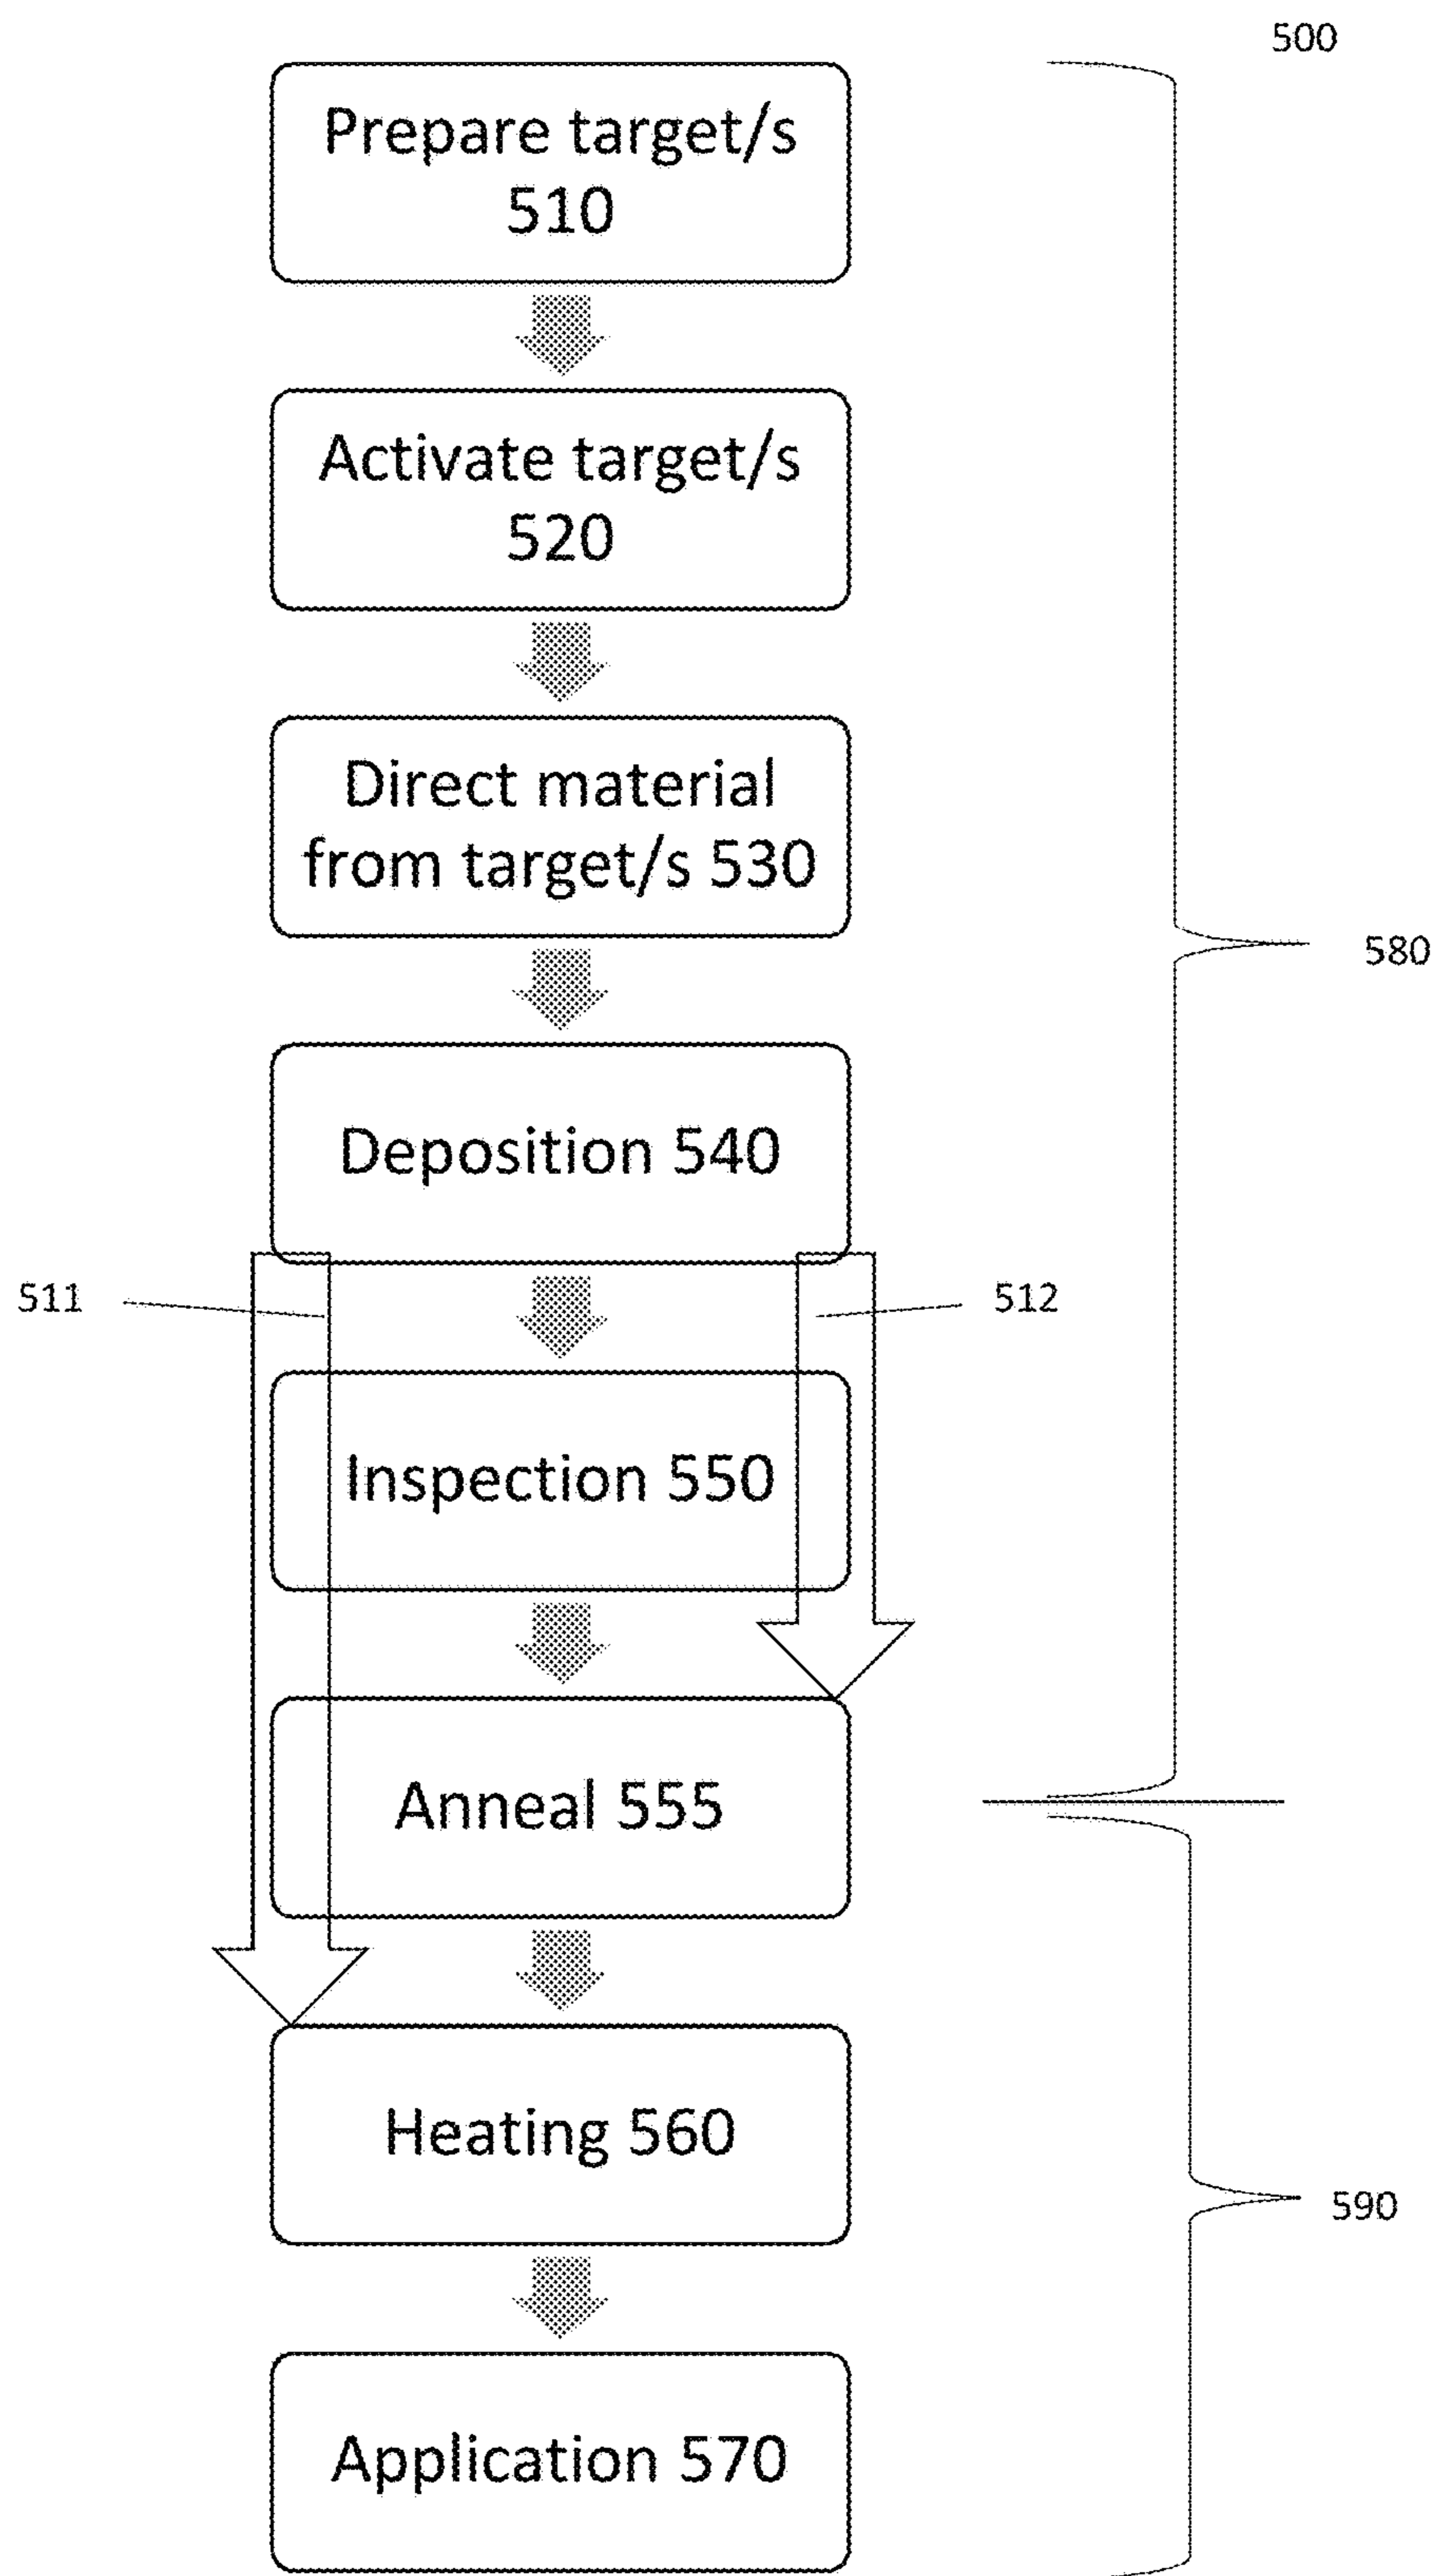 500
Prepare target/s
510
Activate target/s
520
Direct material
from target/s 530
580
Deposition 540
511
512
Inspection 550
Anneal 555
Heating 560
590
Application 570